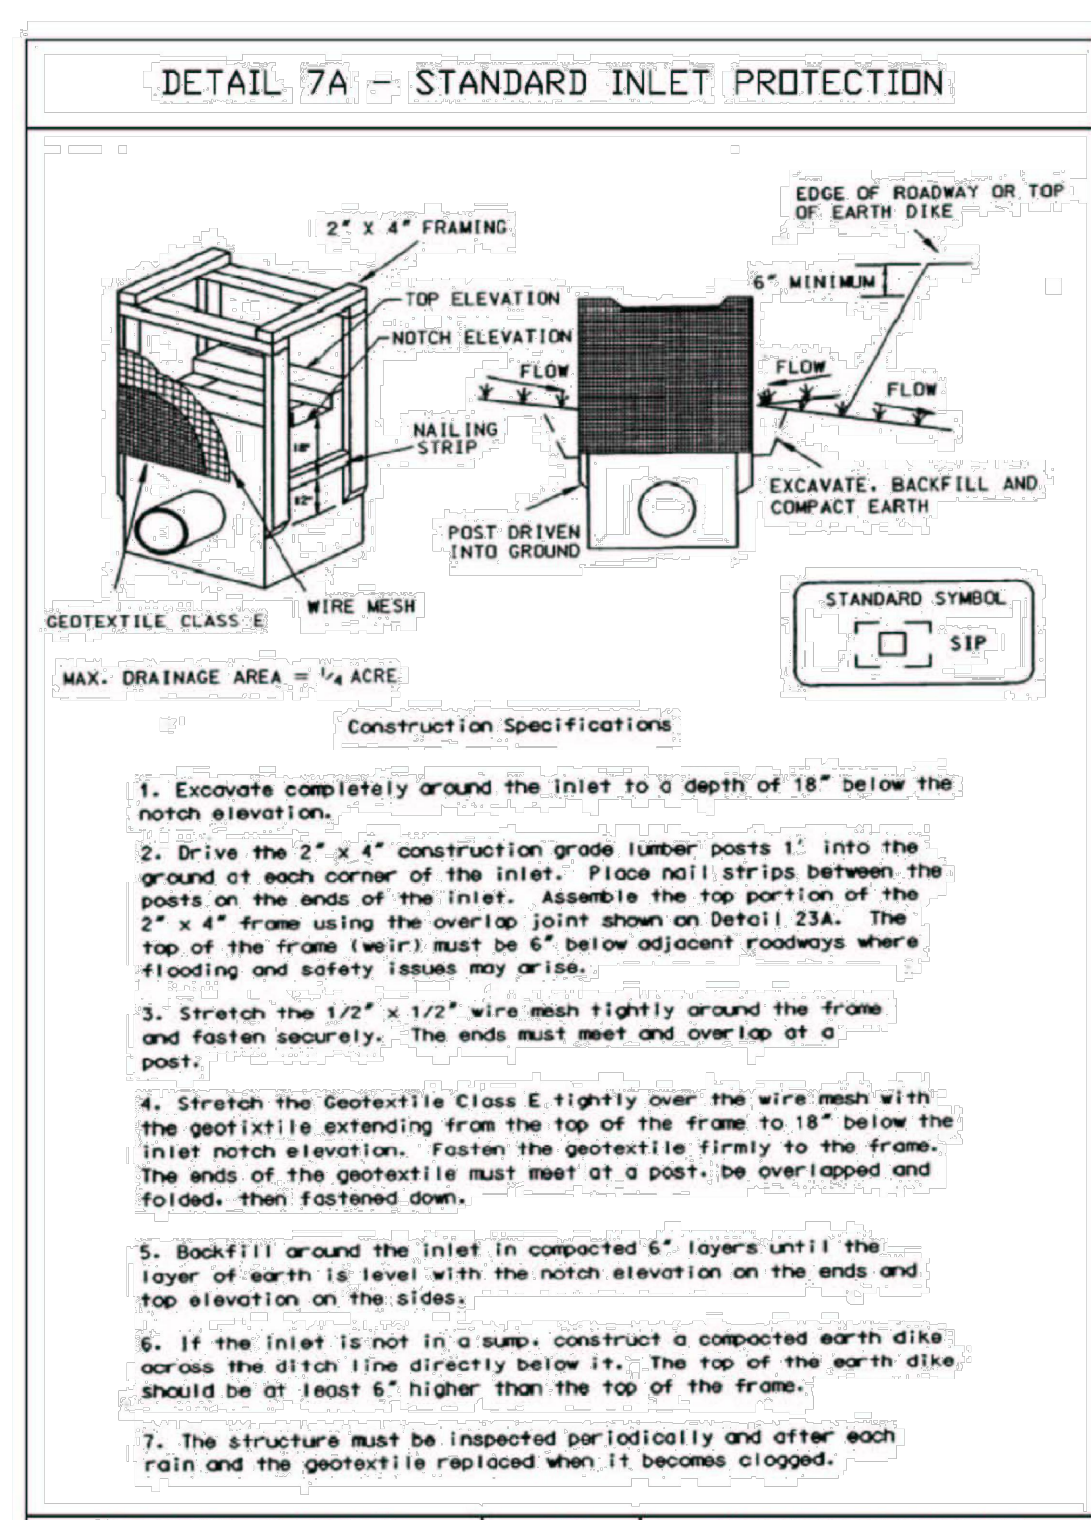 DETAIL 7A - STANDARD INLET PROTECTION
EDGE OF ROADWAY OR TOP
OF EARTH DIKE
2" X 4" FRAMING
6" MINIMUM
TOP ELEVATION
NOTCH ELEVATION
FLOW
FLOW
FLOW
NAILING
STRIP
18"
12"
EXCAVATE, BACKFILL AND
COMPACT EARTH
POST DRIVEN
INTO GROUND
WIRE MESH
GEOTEXTILE CLASS E
STANDARD SYMBOL
SIP
MAX. DRAINAGE AREA = 1/4 ACRE
Construction Specifications
1. Excavate completely around the inlet to a depth of 18" below the
notch elevation.
2. Drive the 2" x 4" construction grade lumber posts 1' into the
ground at each corner of the inlet. Place nail strips between the
posts on the ends of the inlet. Assemble the top portion of the
2" x 4" frame using the overlap joint shown on Detail 23A. The
top of the frame (weir) must be 6" below adjacent roadways where
flooding and safety issues may arise.
3. Stretch the 1/2" x 1/2" wire mesh tightly around the frame
and fasten securely. The ends must meet and overlap at a
post.
4. Stretch the Geotextile Class E tightly over the wire mesh with
the geotixtile extending from the top of the frame to 18" below the
inlet notch elevation. Fasten the geotextile firmly to the frame.
The ends of the geotextile must meet at a post, be overlapped and
folded, then fastened down.
5. Backfill around the inlet in compacted 6" layers until the
layer of earth is level with the notch elevation on the ends and
top elevation on the sides.
6. If the inlet is not in a sump, construct a compacted earth dike
across the ditch line directly below it. The top of the earth dike
should be at least 6" higher than the top of the frame.
7. The structure must be inspected periodically and after each
rain and the geotextile replaced when it becomes clogged.